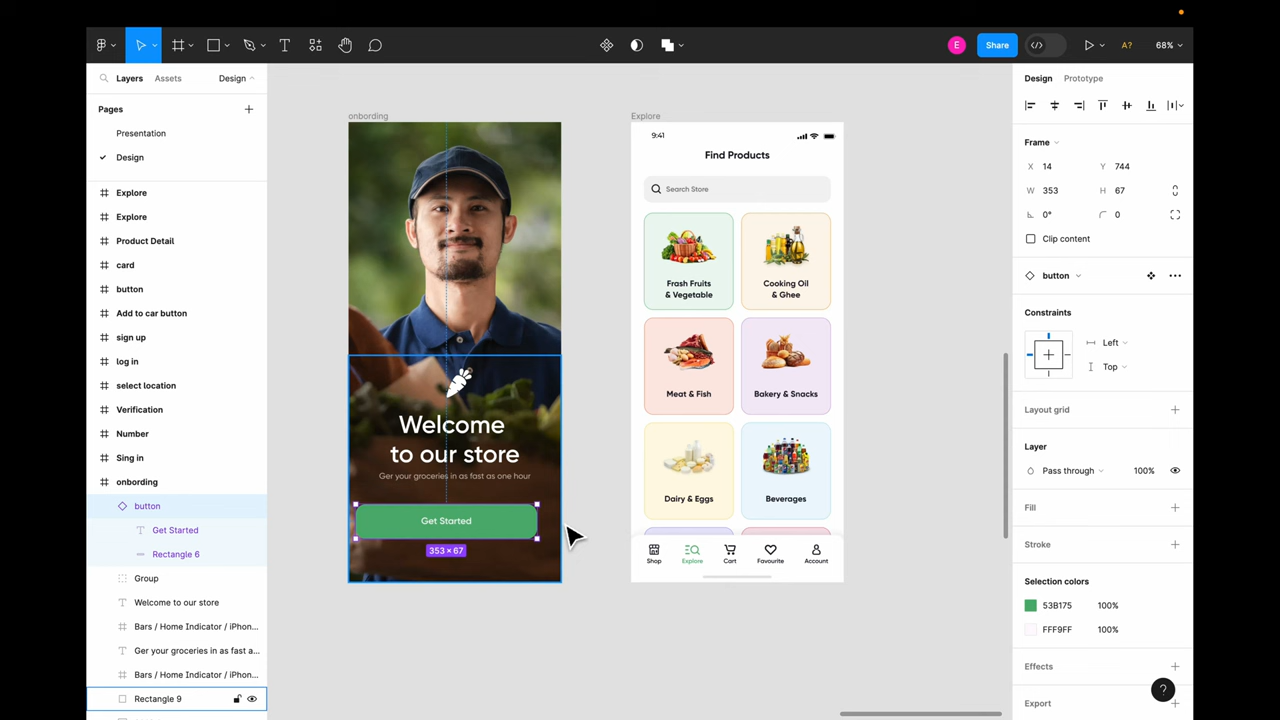 E
Share
A?
68%
Layers
Assets
Design
Pages
Presentation
Design
Explore
Explore
Product Detail
card
button
Add to car button
sign up
log in
select location
Verification
Number
Sing in
onbording
button
Get Started
Rectangle 6
Group
Welcome to our store
Bars / Home Indicator / iPhon...
Ger your groceries in as fast a...
Bars / Home Indicator / iPhon...
Rectangle 9
onbording
Welcome
to our store
Ger your groceries in as fast as one hour
Get Started
353 × 67
Explore
9:41
Find Products
Search Store
Frash Fruits
& Vegetable
Cooking Oil
& Ghee
Meat & Fish
Bakery & Snacks
Dairy & Eggs
Beverages
Shop
Explore
Cart
Favourite
Account
Design
Prototype
Frame
X 14
Y 744
W 353
H 67
0°
0
Clip content
button
Constraints
Left
Top
Layout grid
Layer
Pass through
100%
Fill
Stroke
Selection colors
53B175 100%
FFF9FF 100%
Effects
Export
?